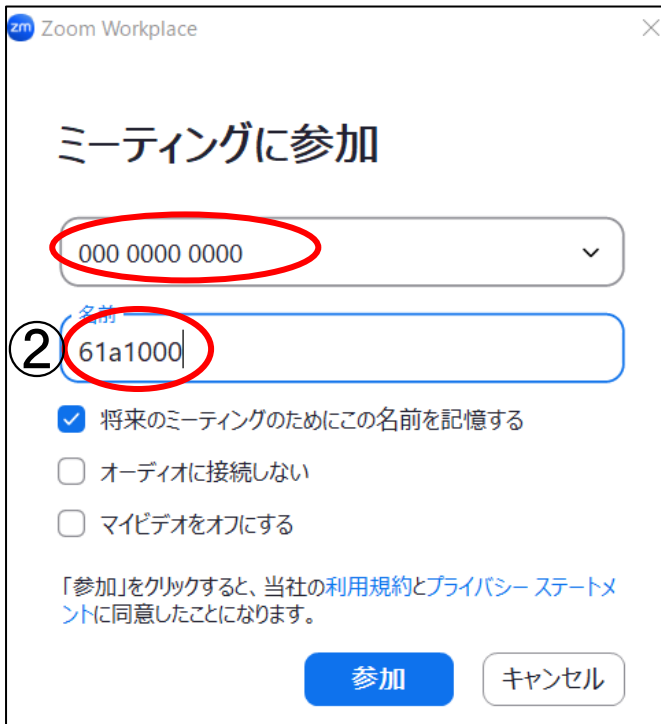 zm Zoom Workplace
ミーティングに参加
000 0000 0000
名前
② 61a1000
将来のミーティングのためにこの名前を記憶する
オーディオに接続しない
マイビデオをオフにする
「参加」をクリックすると、当社の利用規約とプライバシー ステートメ
ントに同意したことになります。
参加 キャンセル